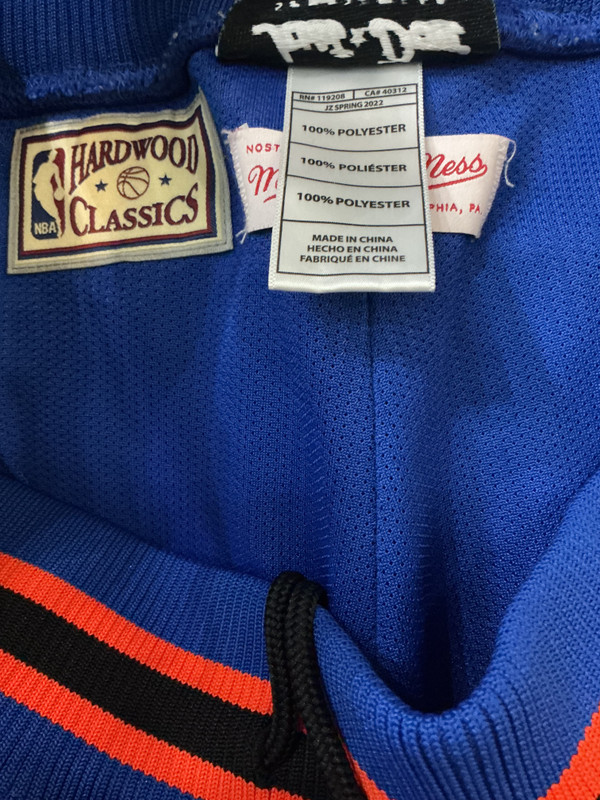 RN# 119208 CA# 40312
JZ SPRING 2022
100% POLYESTER
100% POLIÉSTER
100% POLYESTER
MADE IN CHINA
HECHO EN CHINA
FABRIQUÉ EN CHINE
HARDWOOD
CLASSICS
NBA
NOST
M
Ness
PHIA, PA